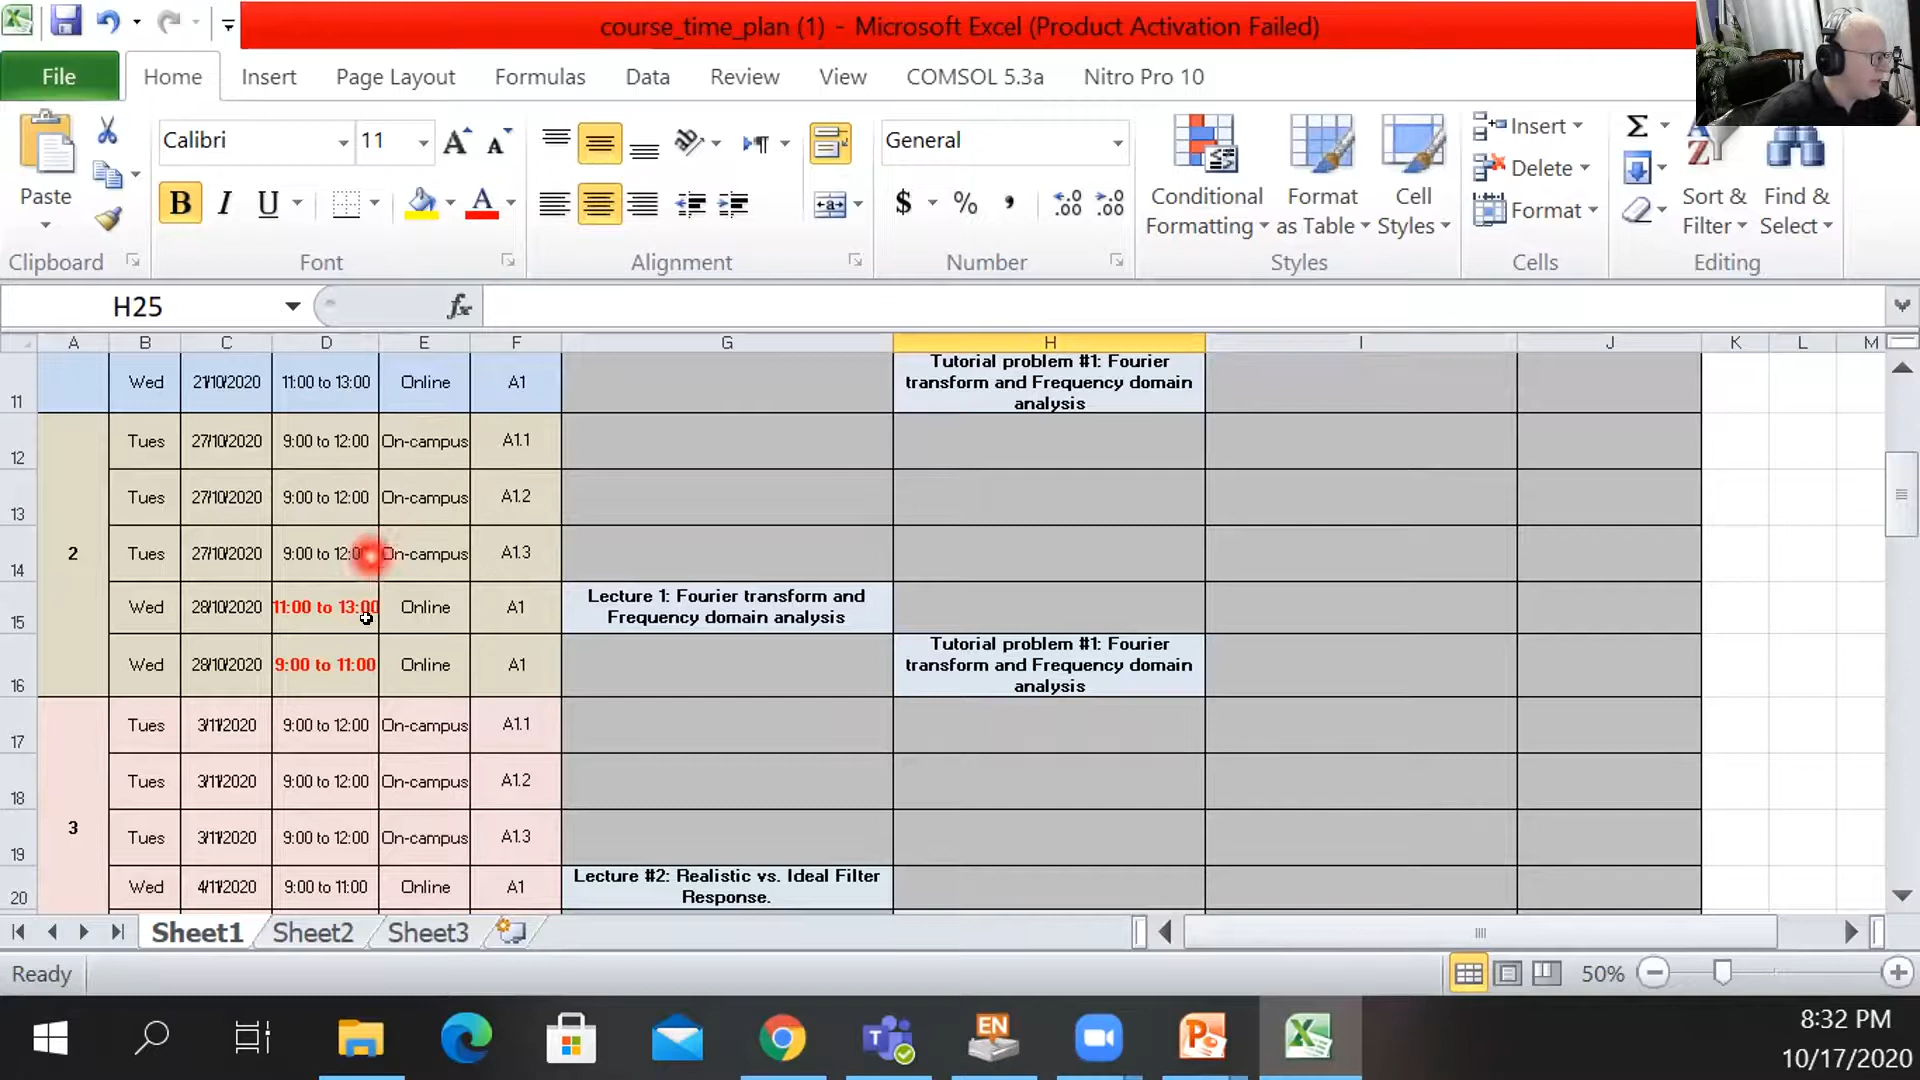 course_time_plan (1) - Microsoft Excel (Product Activation Failed)
File Home Insert Page Layout Formulas Data Review View COMSOL 5.3a Nitro Pro 10
Paste
Clipboard
Calibri 11
B I U A
Font
Alignment
General
$ % ,
Number
Conditional Formatting
Format as Table
Cell Styles
Styles
Insert
Delete
Format
Cells
Σ
Sort & Filter
Find & Select
Editing
H25
fx
A B C D E F G H I J K L M
11 Wed 21/10/2020 11:00 to 13:00 Online A1 Tutorial problem #1: Fourier transform and Frequency domain analysis
12 Tues 27/10/2020 9:00 to 12:00 On-campus A1.1
13 Tues 27/10/2020 9:00 to 12:00 On-campus A1.2
2
14 Tues 27/10/2020 9:00 to 12:00 On-campus A1.3
15 Wed 28/10/2020 11:00 to 13:00 Online A1 Lecture 1: Fourier transform and Frequency domain analysis
16 Wed 28/10/2020 9:00 to 11:00 Online A1 Tutorial problem #1: Fourier transform and Frequency domain analysis
17 Tues 3/11/2020 9:00 to 12:00 On-campus A1.1
18 Tues 3/11/2020 9:00 to 12:00 On-campus A1.2
3
19 Tues 3/11/2020 9:00 to 12:00 On-campus A1.3
20 Wed 4/11/2020 9:00 to 11:00 Online A1 Lecture #2: Realistic vs. Ideal Filter Response.
Sheet1 Sheet2 Sheet3
Ready
50%
EN
8:32 PM
10/17/2020